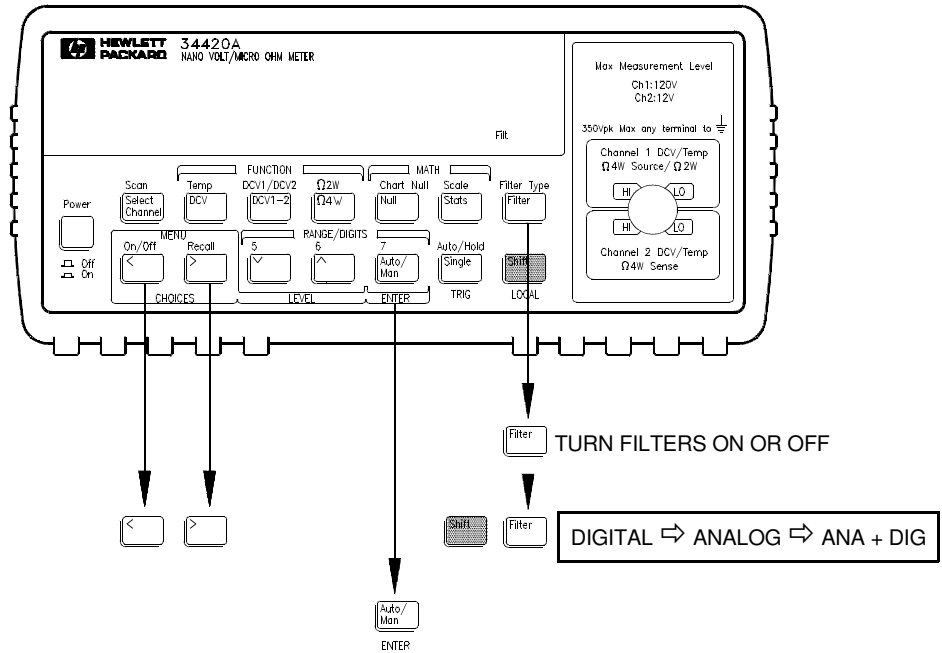 hp HEWLETT PACKARD
34420A
NANO VOLT/MICRO OHM METER
Filt
Max Measurement Level
Ch1:120V
Ch2:12V
350Vpk Max any terminal to
Channel 1 DCV/Temp
Ω4W Source/ Ω2W
HI LO
HI LO
Channel 2 DCV/Temp
Ω4W Sense
FUNCTION MATH
Scan Temp DCV1/DCV2 Ω2W Chart Null Scale Filter Type
Power
Select Channel DCV DCV1-2 Ω4W Null Stats Filter
MENU RANGE/DIGITS
On/Off Recall 5 6 7 Auto/Hold
< > Auto/Man Single Shift
Off
On
CHOICES LEVEL ENTER TRIG LOCAL
Filter TURN FILTERS ON OR OFF
< > Shift Filter DIGITAL ⇨ ANALOG ⇨ ANA + DIG
Auto/
Man
ENTER